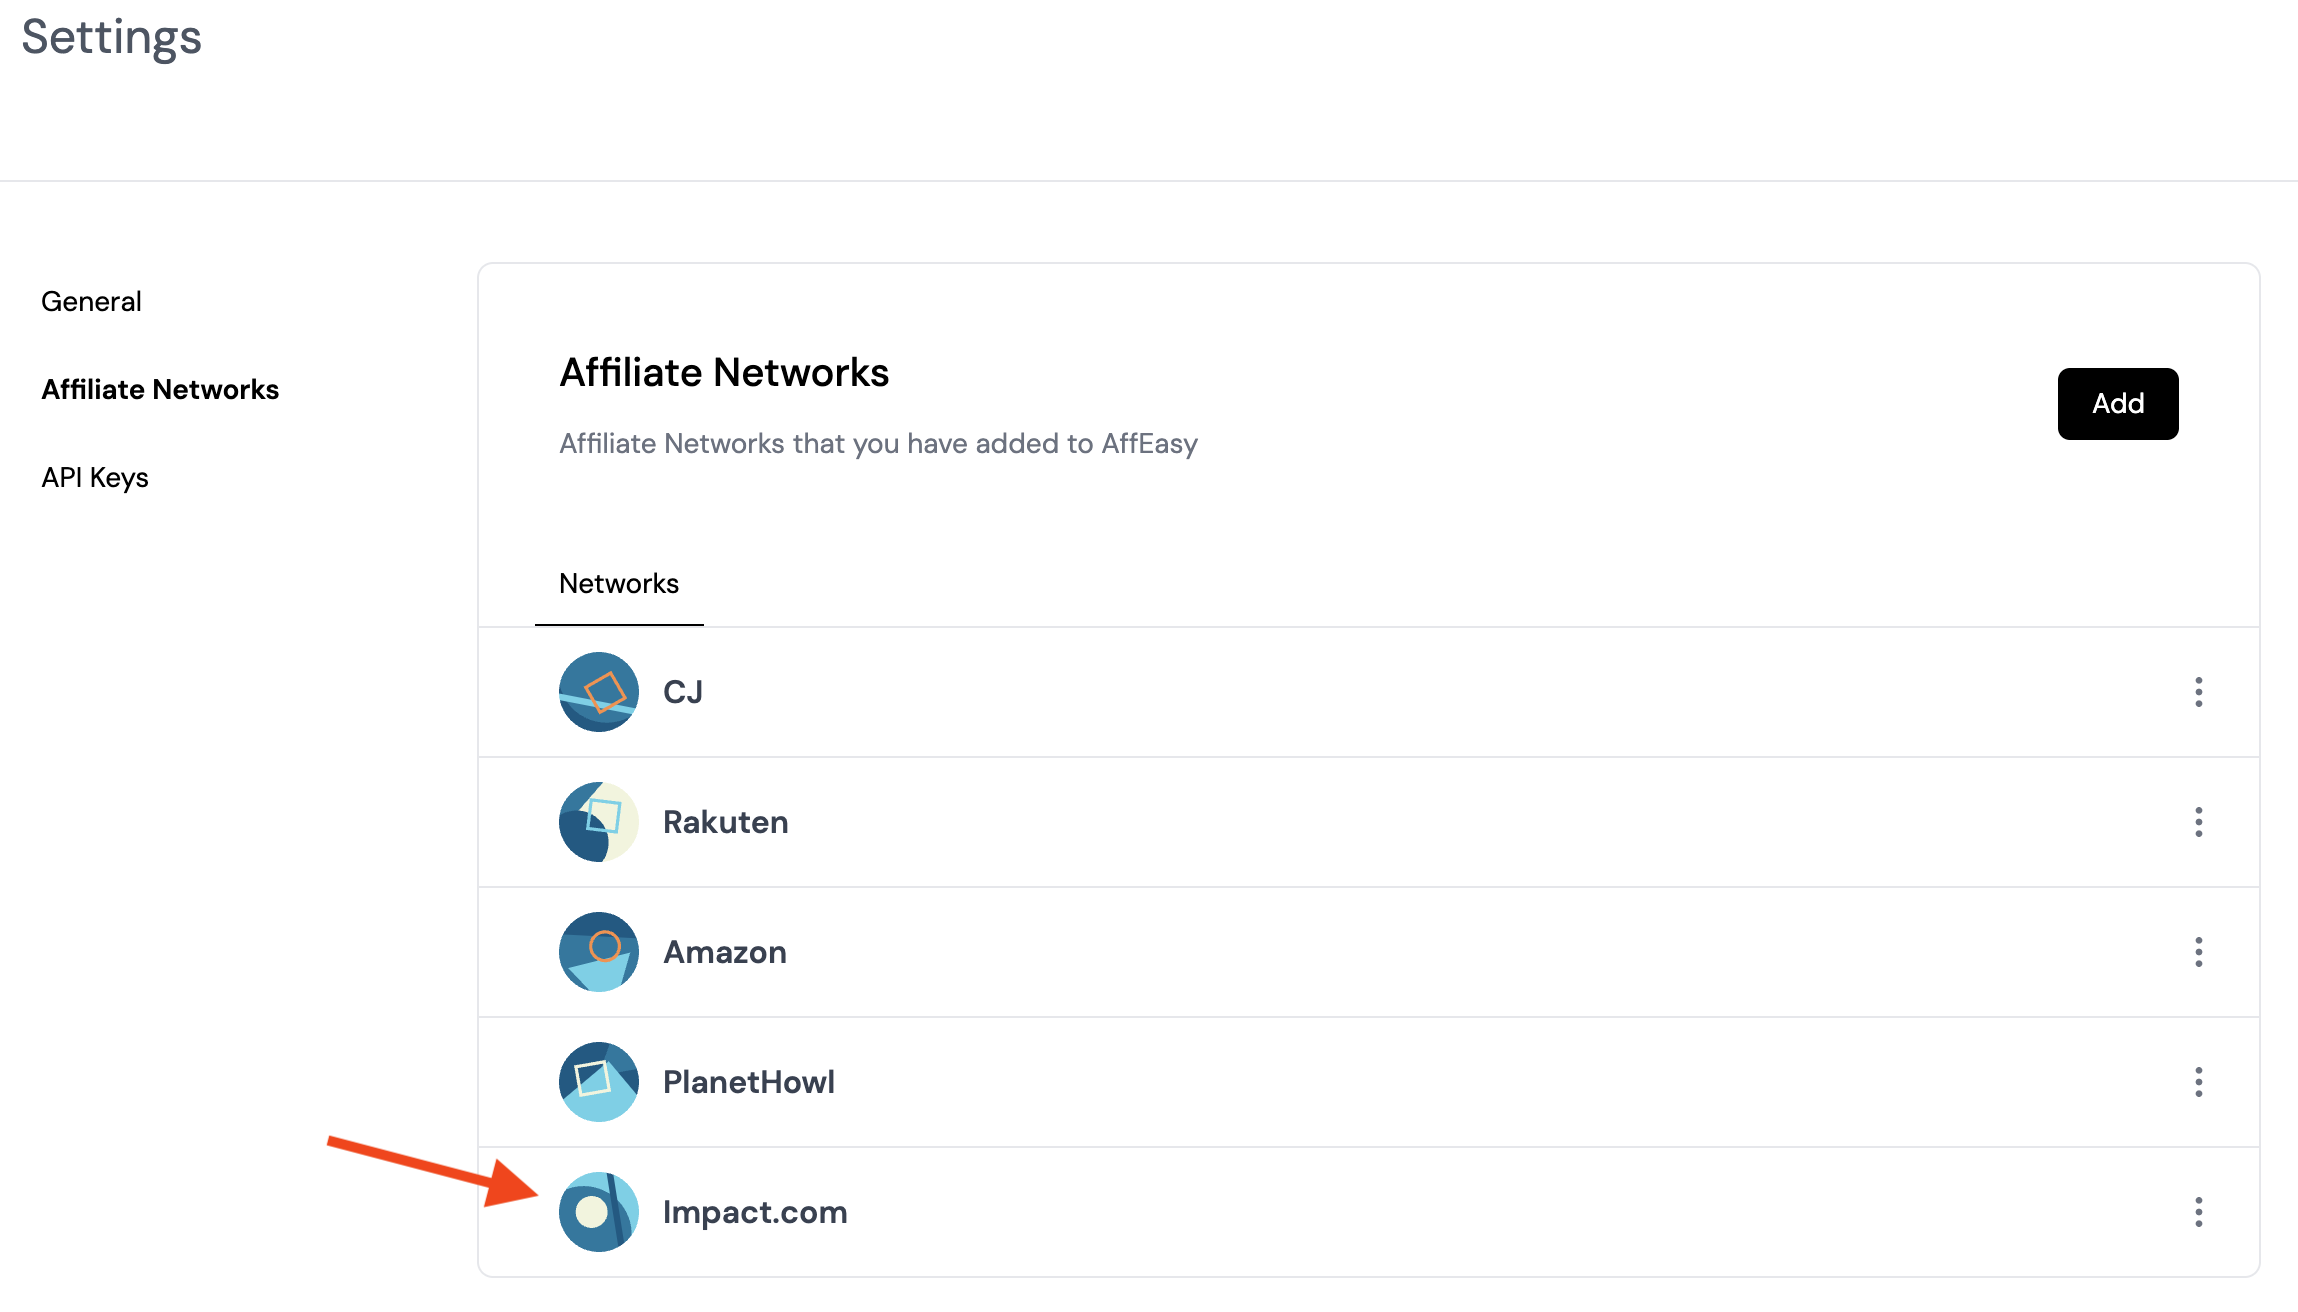 Settings
General
Affiliate Networks
API Keys
Affiliate Networks
Affiliate Networks that you have added to AffEasy
Add
Networks
CJ
Rakuten
Amazon
PlanetHowl
Impact.com